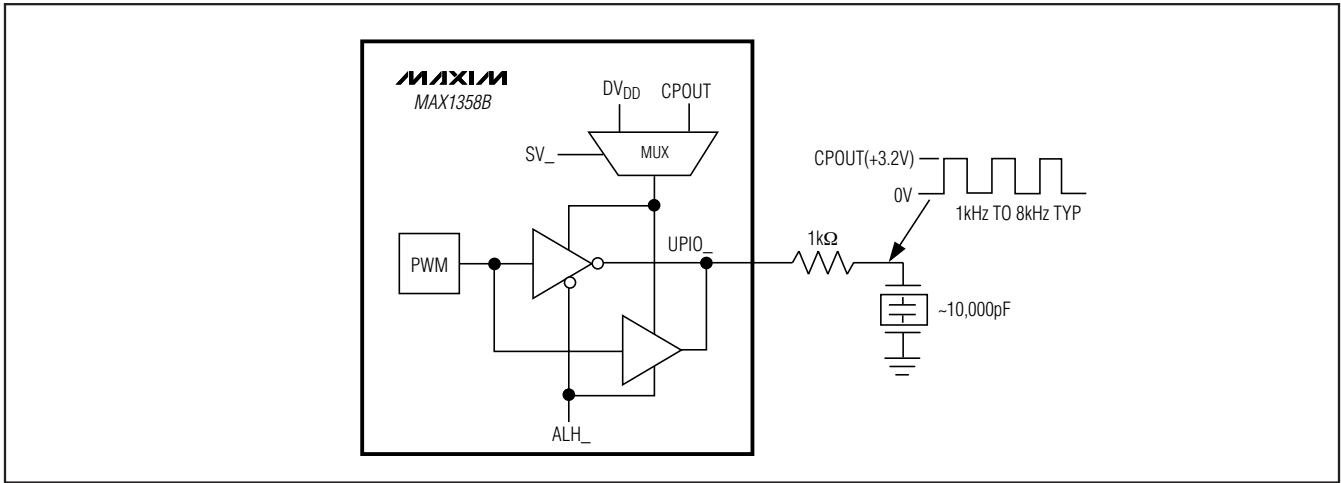 MAXIM
MAX1358B
DVDD
CPOUT
SV_
MUX
CPOUT(+3.2V)
0V
1kHz TO 8kHz TYP
PWM
UPIO_
1kΩ
~10,000pF
ALH_